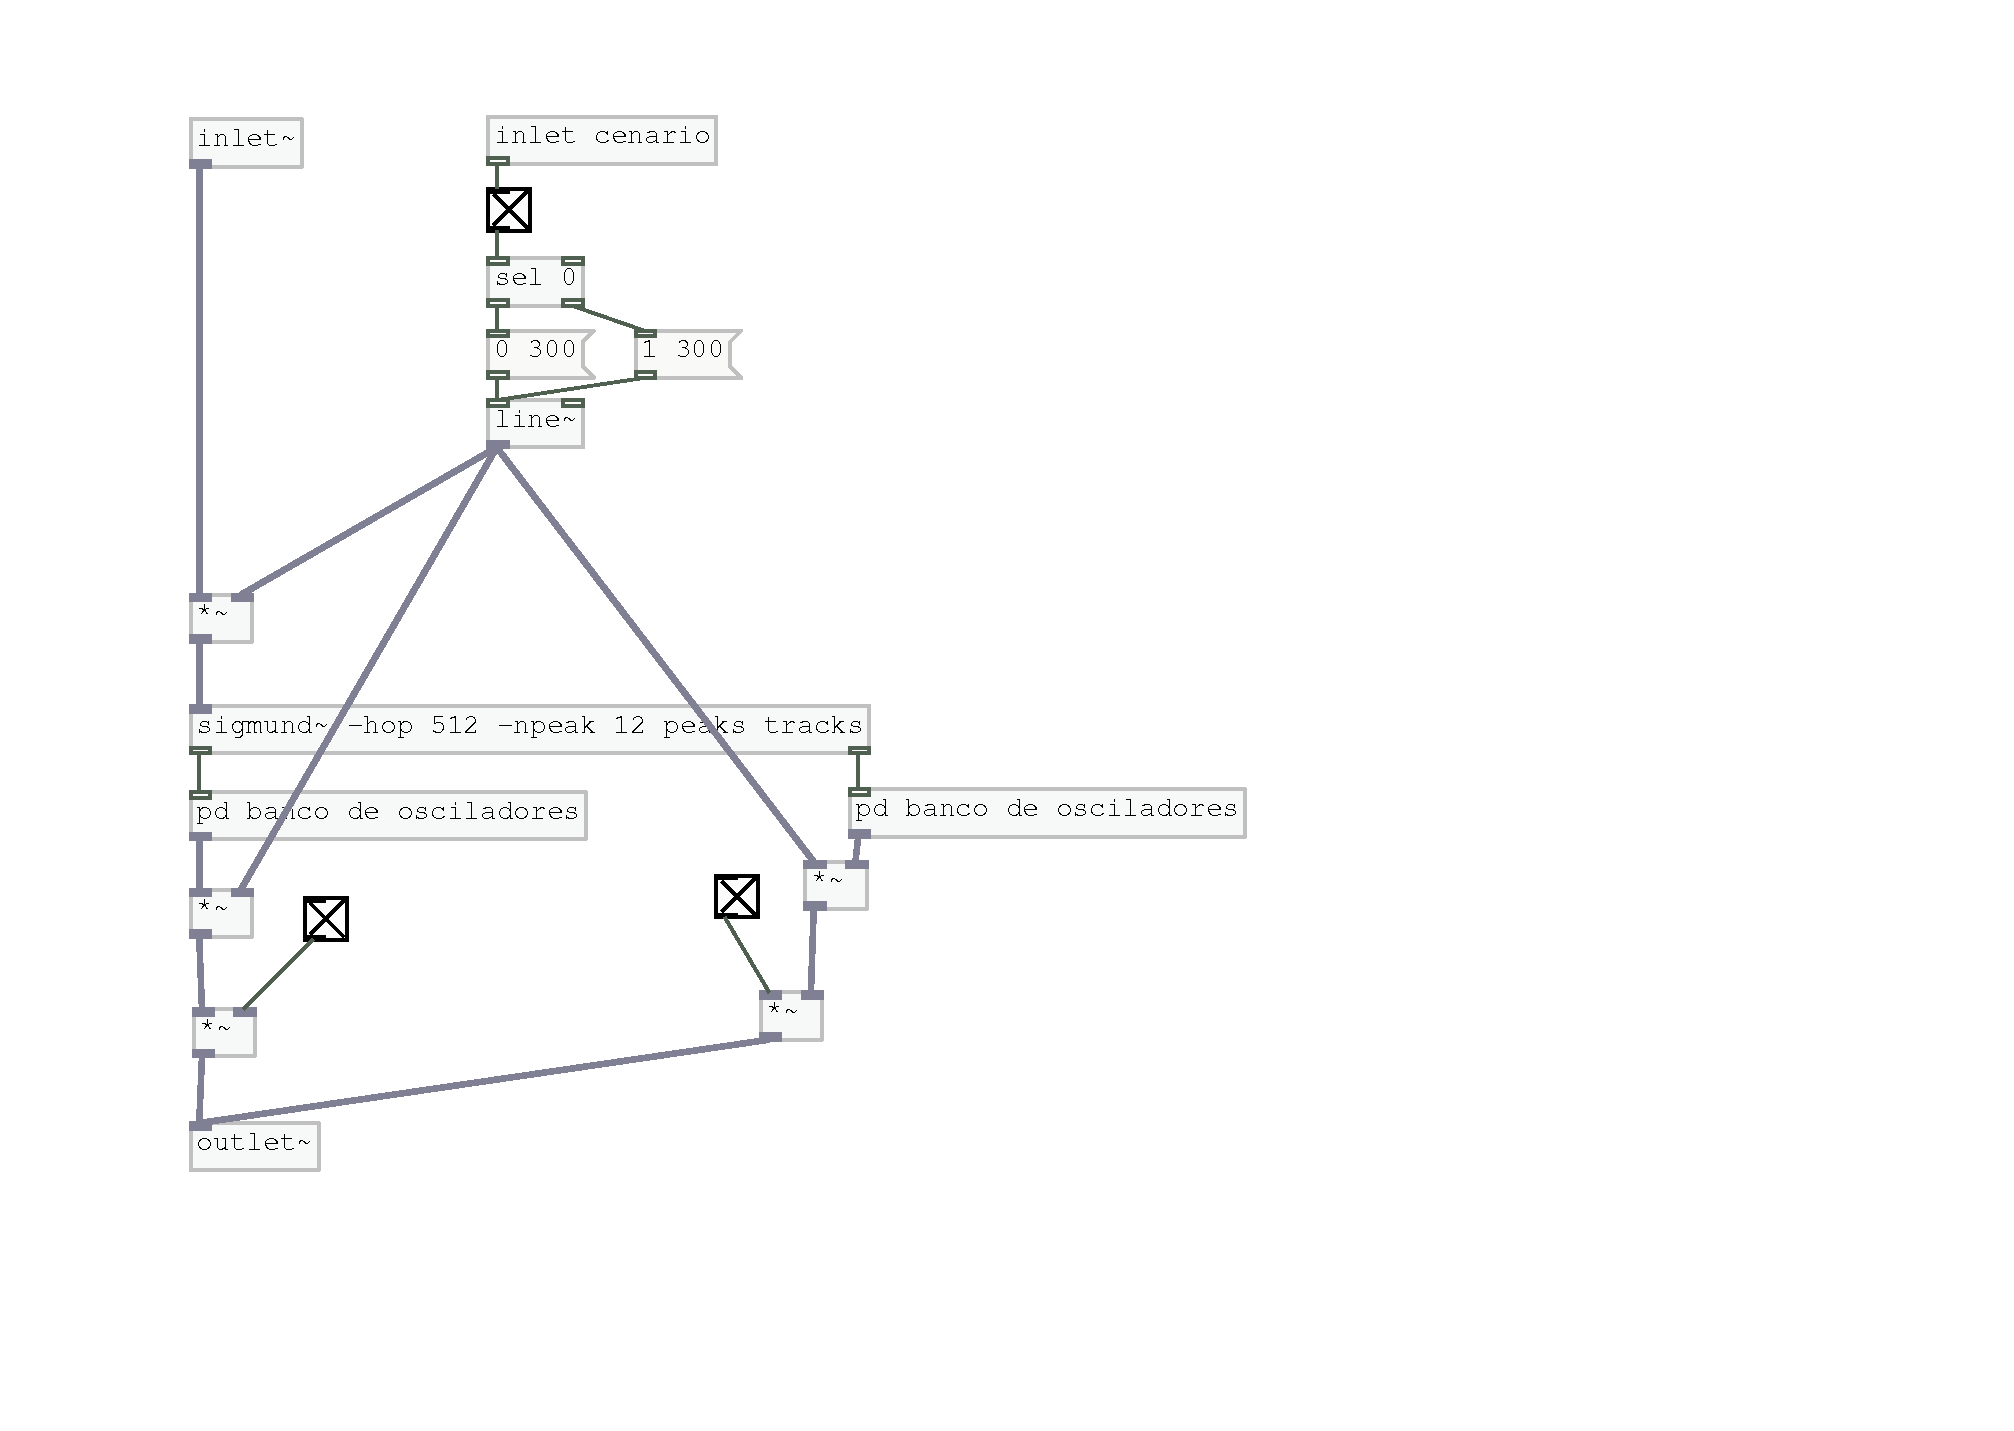 inlet~
inlet cenario
sel 0
0 300
1 300
line~
*~
sigmund~ -hop 512 -npeak 12 peaks tracks
pd banco de osciladores
pd banco de osciladores
*~
*~
*~
*~
outlet~